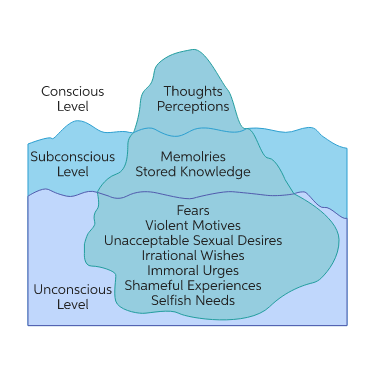 Conscious
Level
Thoughts
Perceptions
Subconscious
Level
Memolries
Stored Knowledge
Fears
Violent Motives
Unacceptable Sexual Desires
Irrational Wishes
Immoral Urges
Shameful Experiences
Selfish Needs
Unconscious
Level